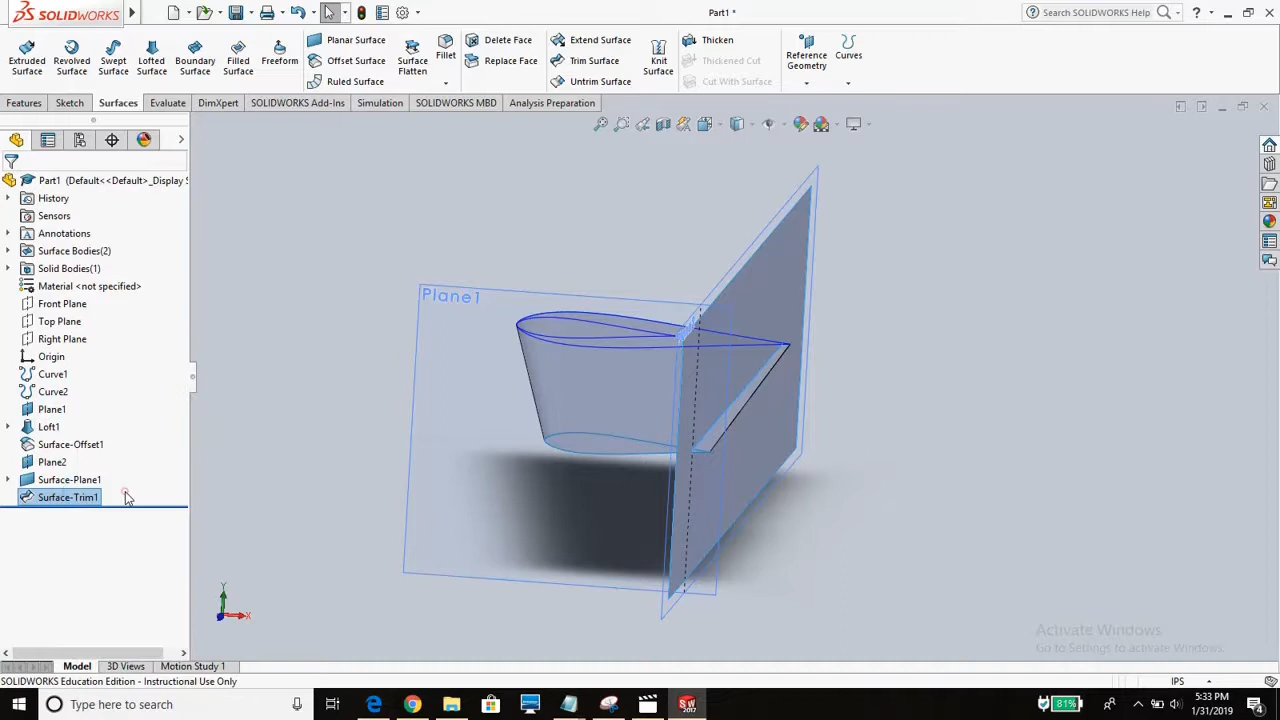 SOLIDWORKS
Part1 *
Search SOLIDWORKS Help
Extruded Surface
Revolved Surface
Swept Surface
Lofted Surface
Boundary Surface
Filled Surface
Freeform
Planar Surface
Offset Surface
Ruled Surface
Surface Flatten
Fillet
Delete Face
Replace Face
Extend Surface
Trim Surface
Untrim Surface
Knit Surface
Thicken
Thickened Cut
Cut With Surface
Reference Geometry
Curves
Features Sketch Surfaces Evaluate DimXpert SOLIDWORKS Add-Ins Simulation SOLIDWORKS MBD Analysis Preparation
Part1 (Default<<Default>_Display S
History
Sensors
Annotations
Surface Bodies(2)
Solid Bodies(1)
Material <not specified>
Front Plane
Top Plane
Right Plane
Origin
Curve1
Curve2
Plane1
Loft1
Surface-Offset1
Plane2
Surface-Plane1
Surface-Trim1
Plane1
Y
X
Activate Windows
Go to Settings to activate Windows.
Model 3D Views Motion Study 1
SOLIDWORKS Education Edition - Instructional Use Only
IPS
Type here to search
SW
2017
81%
5:33 PM
1/31/2019
4